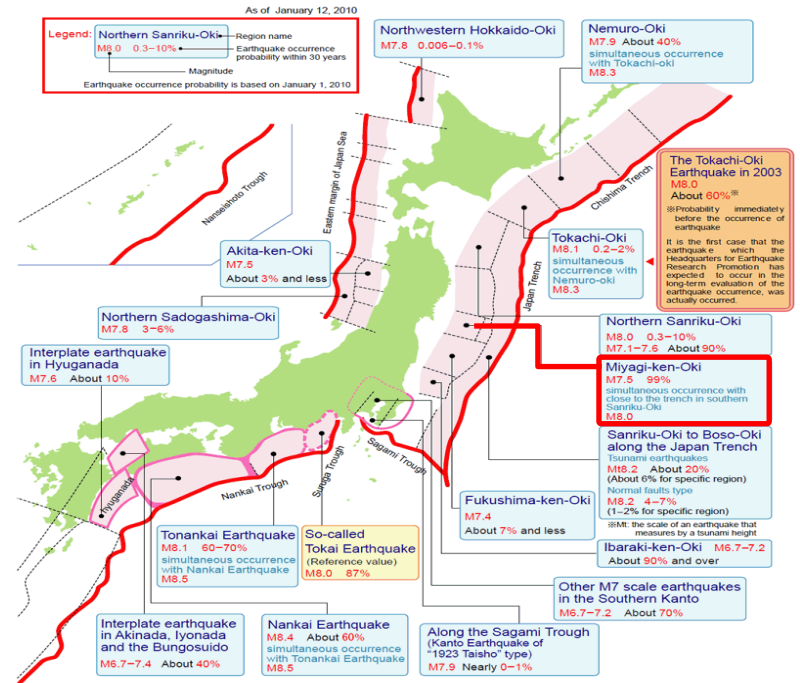 As of January 12, 2010
Legend:
Northern Sanriku-Oki
M8.0 0.3-10%
Region name
Earthquake occurrence
probability within 30 years
Magnitude
Earthquake occurrence probability is based on January 1, 2010
Northwestern Hokkaido-Oki
M7.8 0.006-0.1%
Nemuro-Oki
M7.9 About 40%
simultaneous occurrence
with Tokachi-oki
M8.3
The Tokachi-Oki
Earthquake in 2003
M8.0
About 60%※
※Probability immediately
before the occurrence of
earthquake
It is the first case that the
earthquake which the
Headquarters for Earthquake
Research Promotion has
expected to occur in the
long-term evaluation of the
earthquake occurrence, was
actually occurred.
Nanseishoto Trough
Eastern margin of Japan Sea
Chishima Trench
Japan Trench
Tokachi-Oki
M8.1 0.2-2%
simultaneous
occurrence with
Nemuro-oki
M8.3
Akita-ken-Oki
M7.5
About 3% and less
Northern Sadogashima-Oki
M7.8 3-6%
Northern Sanriku-Oki
M8.0 0.3-10%
M7.1-7.6 About 90%
Interplate earthquake
in Hyuganada
M7.6 About 10%
Miyagi-ken-Oki
M7.5 99%
simultaneous occurrence with
close to the trench in southern
Sanriku-Oki
M8.0
Sanriku-Oki to Boso-Oki
along the Japan Trench
Tsunami earthquakes
Mt8.2 About 20%
(About 6% for specific region)
Normal faults type
M8.2 4-7%
(1-2% for specific region)
※Mt: the scale of an earthquake that
measures by a tsunami height
Hyuganada
Nankai Trough
Suroga Trough
Sagami Trough
Fukushima-ken-Oki
M7.4
About 7% and less
Ibaraki-ken-Oki M6.7-7.2
About 90% and over
Tonankai Earthquake
M8.1 60-70%
simultaneous occurrence
with Nankai Earthquake
M8.5
So-called
Tokai Earthquake
(Reference value)
M8.0 87%
Other M7 scale earthquakes
in the Southern Kanto
M6.7-7.2 About 70%
Interplate earthquake
in Akinada, Iyonada
and the Bungosuido
M6.7-7.4 About 40%
Nankai Earthquake
M8.4 About 60%
simultaneous occurrence
with Tonankai Earthquake
M8.5
Along the Sagami Trough
(Kanto Earthquake of
"1923 Taisho" type)
M7.9 Nearly 0-1%